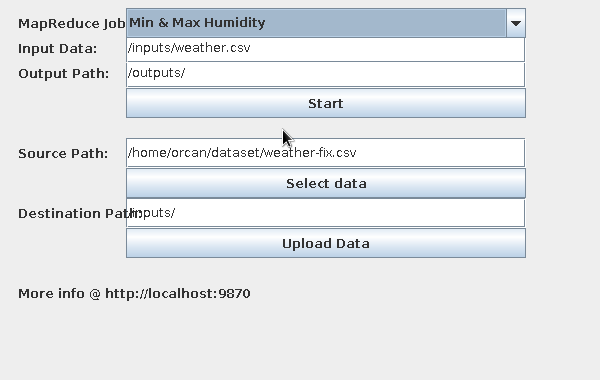 MapReduce Job Min & Max Humidity
Input Data: /inputs/weather.csv
Output Path: /outputs/
Start
Source Path: /home/orcan/dataset/weather-fix.csv
Select data
Destination Path: /inputs/
Upload Data
More info @ http://localhost:9870